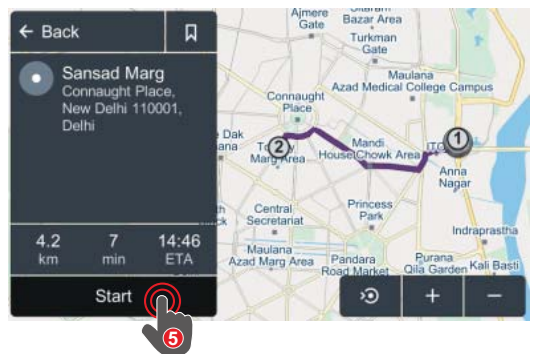 ← Back
Sansad Marg
Connaught Place,
New Delhi 110001,
Delhi
4.2
km
7
min
14:46
ETA
Start
5
Ajmere
Gate
Sitaram
Bazar Area
Turkman
Gate
Maulana
Azad Medical College Campus
Connaught
Place
Dak
2
Marg Area
Mandi
House
Chowk Area
ITO
1
Anna
Nagar
Central
Secretariat
Princess
Park
Indraprastha
Maulana
Azad Marg Area
Pandara
Road Market
Purana
Qila Garden
Kali Basti
+
−